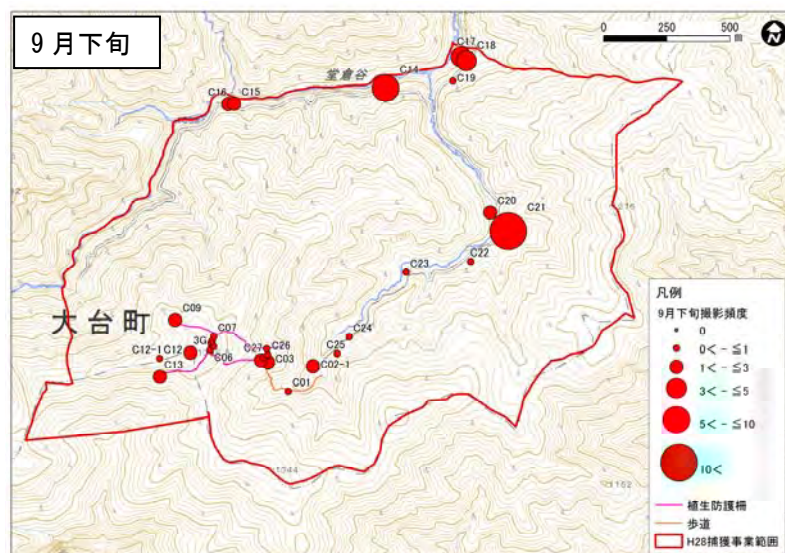 9月下旬
0 250 500 m
N
C17
C18
C14
堂倉谷
C19
C16
C15
C20
C21
C22
C23
C09
大台町
C07
C24
3G
C26
C25
C12-1
C12
C27
C03
C06
C02-1
C13
C01
1344
1162
凡例
9月下旬撮影頻度
0
0< - ≦1
1< - ≦3
3< - ≦5
5< - ≦10
10<
植生防護柵
歩道
H28捕獲事業範囲